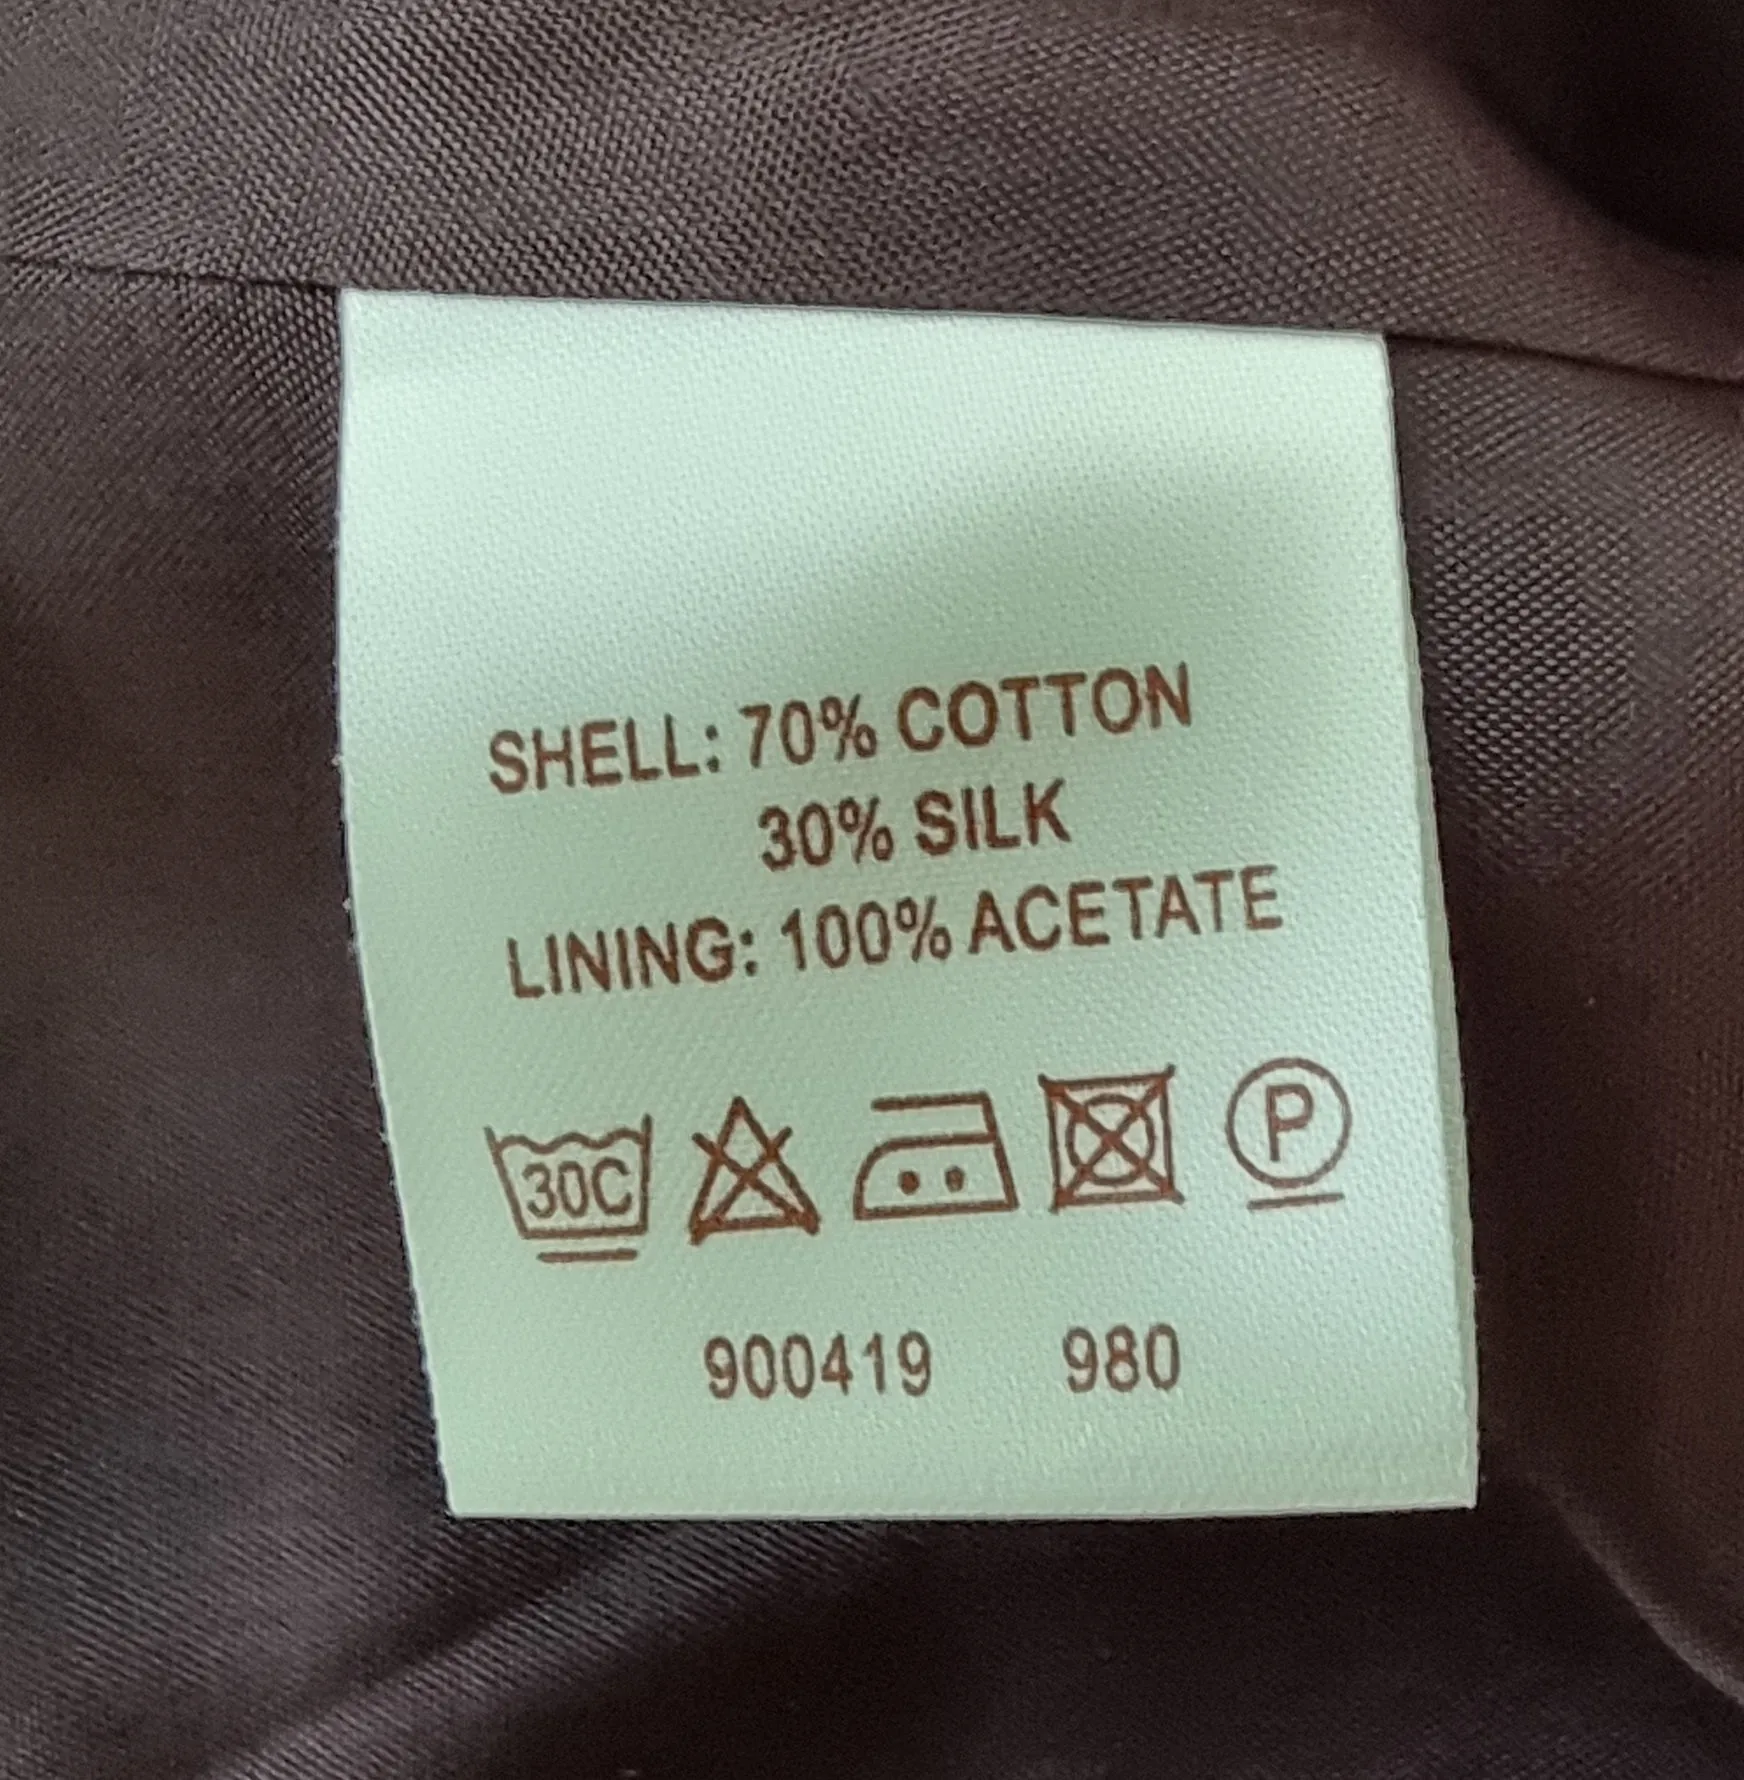 SHELL: 70% COTTON
30% SILK
LINING: 100% ACETATE
30C P
900419 980